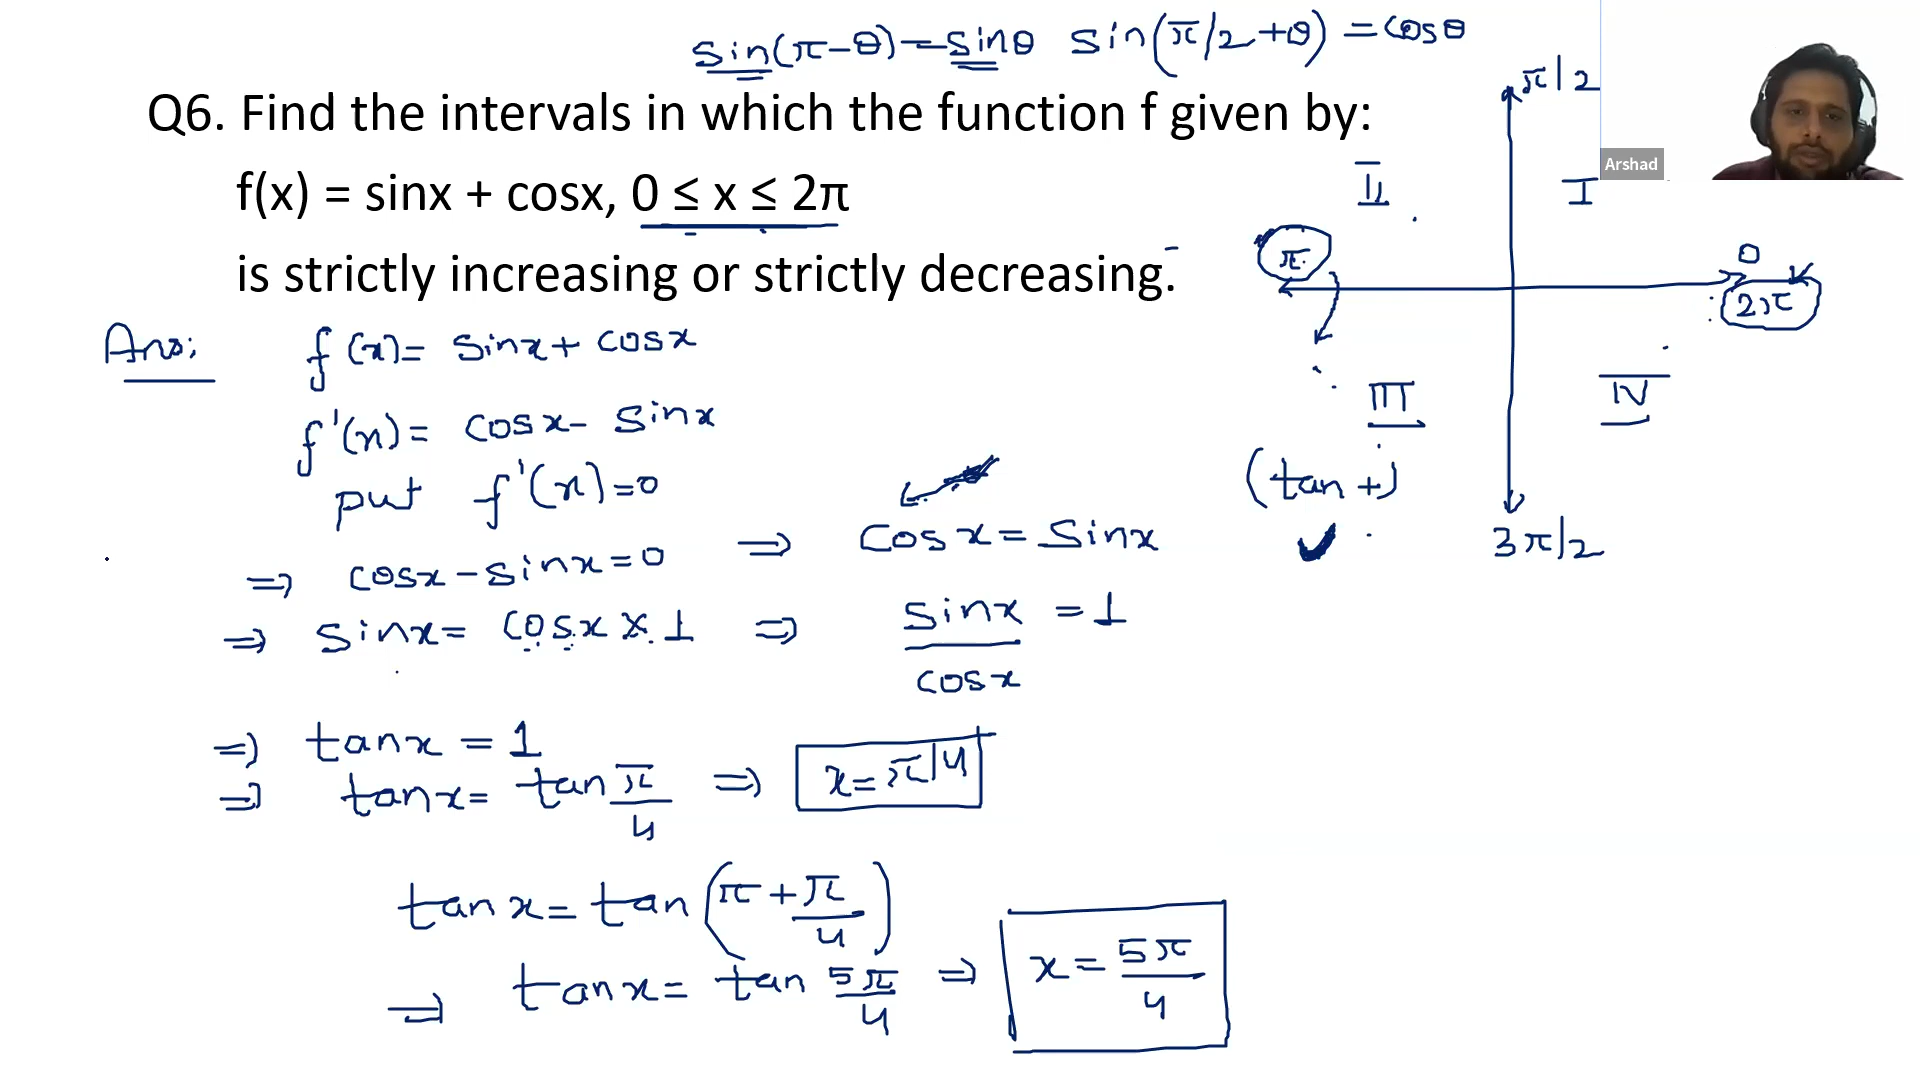 sin(π-θ)=sinθ sin(π/2+θ)=cosθ
Q6. Find the intervals in which the function f given by:
f(x) = sinx + cosx, 0 ≤ x ≤ 2π
is strictly increasing or strictly decreasing.
Ans:
f(x)= sinx+ cosx
f'(x)= cosx- sinx
put f'(x)=0
⇒ cosx-sinx=0 ⇒ cosx=sinx
⇒ sinx= cosx×1 ⇒ sinx/cosx =1
⇒ tanx=1
⇒ tanx= tan π/4 ⇒ x=π/4
tanx= tan(π+π/4)
⇒ tanx= tan 5π/4 ⇒ x= 5π/4
π/2
Arshad
II
I
π
0
2π
III
IV
(tan +)
3π/2